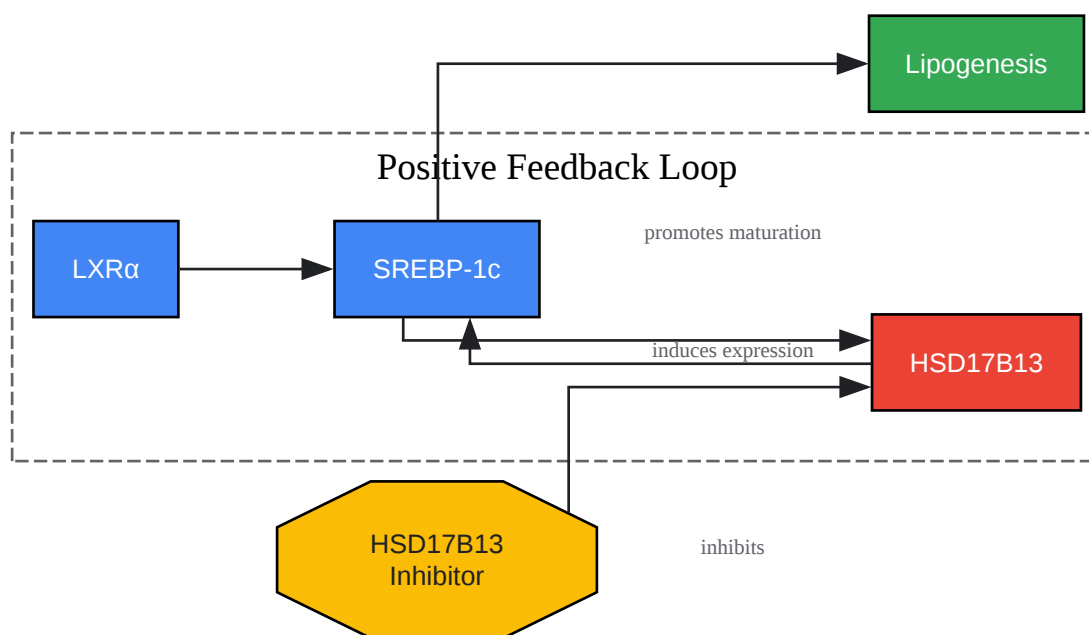 Lipogenesis
Positive Feedback Loop
promotes maturation
LXRα
SREBP-1c
induces expression
HSD17B13
HSD17B13
Inhibitor
inhibits